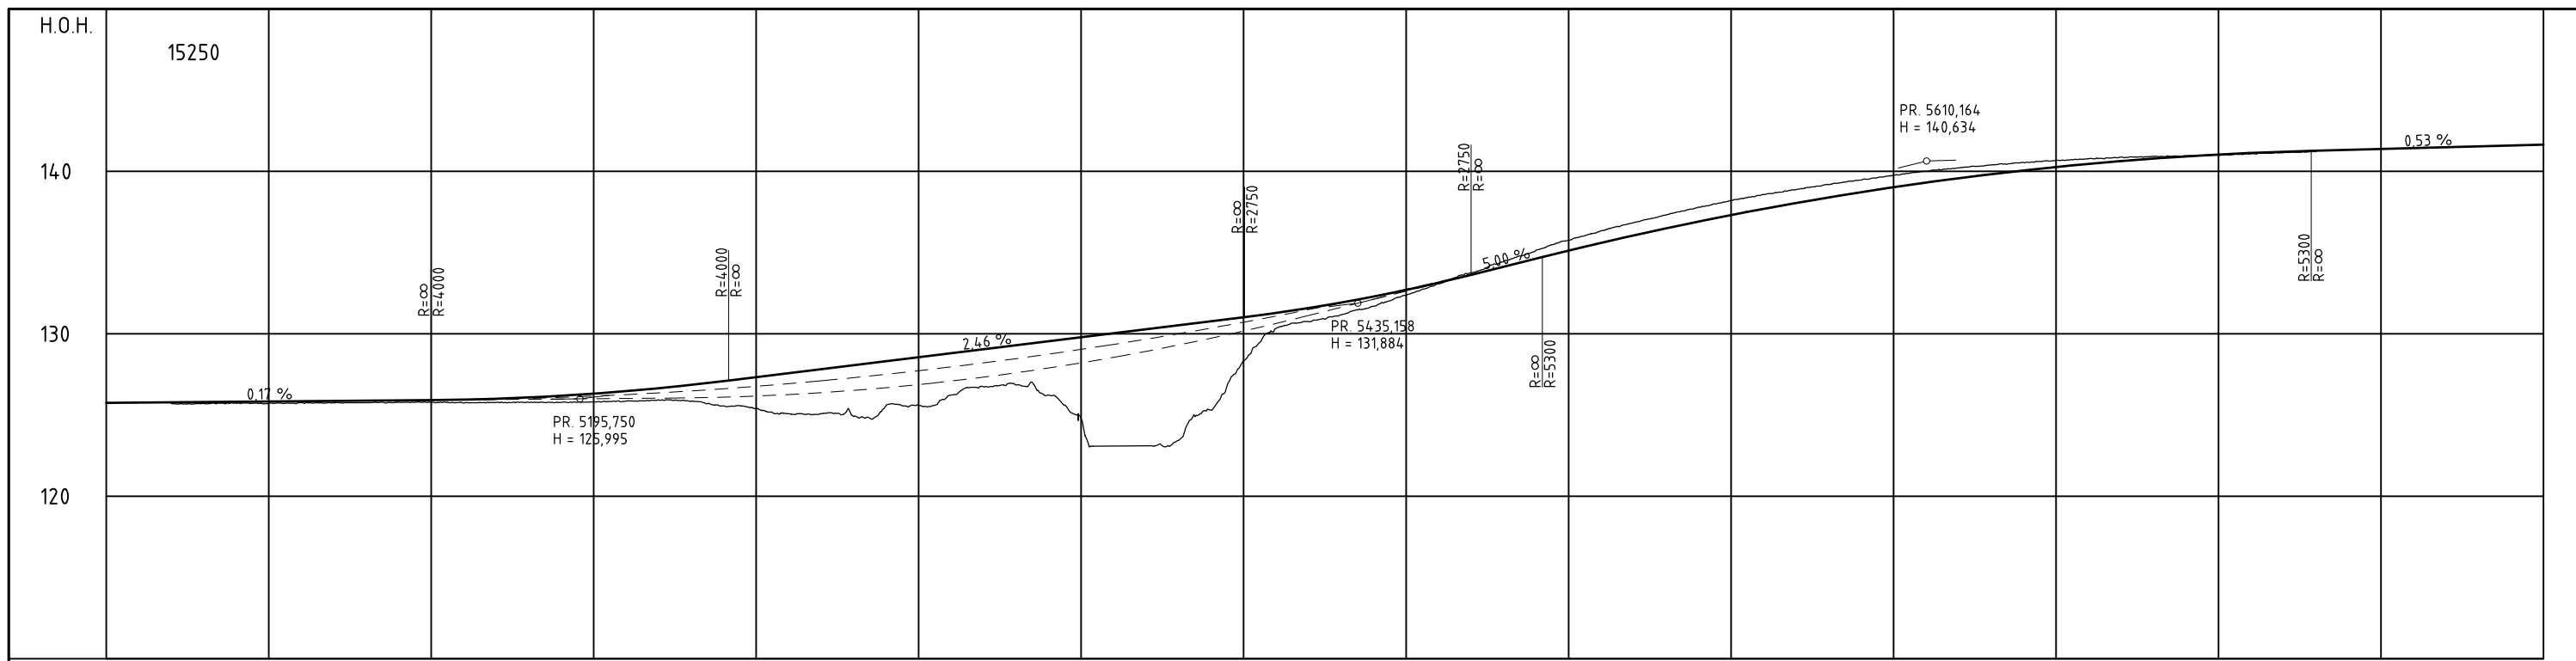 H.O.H.
15250
140
130
120
0,17 %
R=∞
R=4000
PR. 5195,750
H = 125,995
R=4000
R=∞
2,46 %
R=∞
R=2750
PR. 5435,158
H = 131,884
R=2750
R=∞
5,00 %
R=∞
R=5300
PR. 5610,164
H = 140,634
R=5300
R=∞
0,53 %